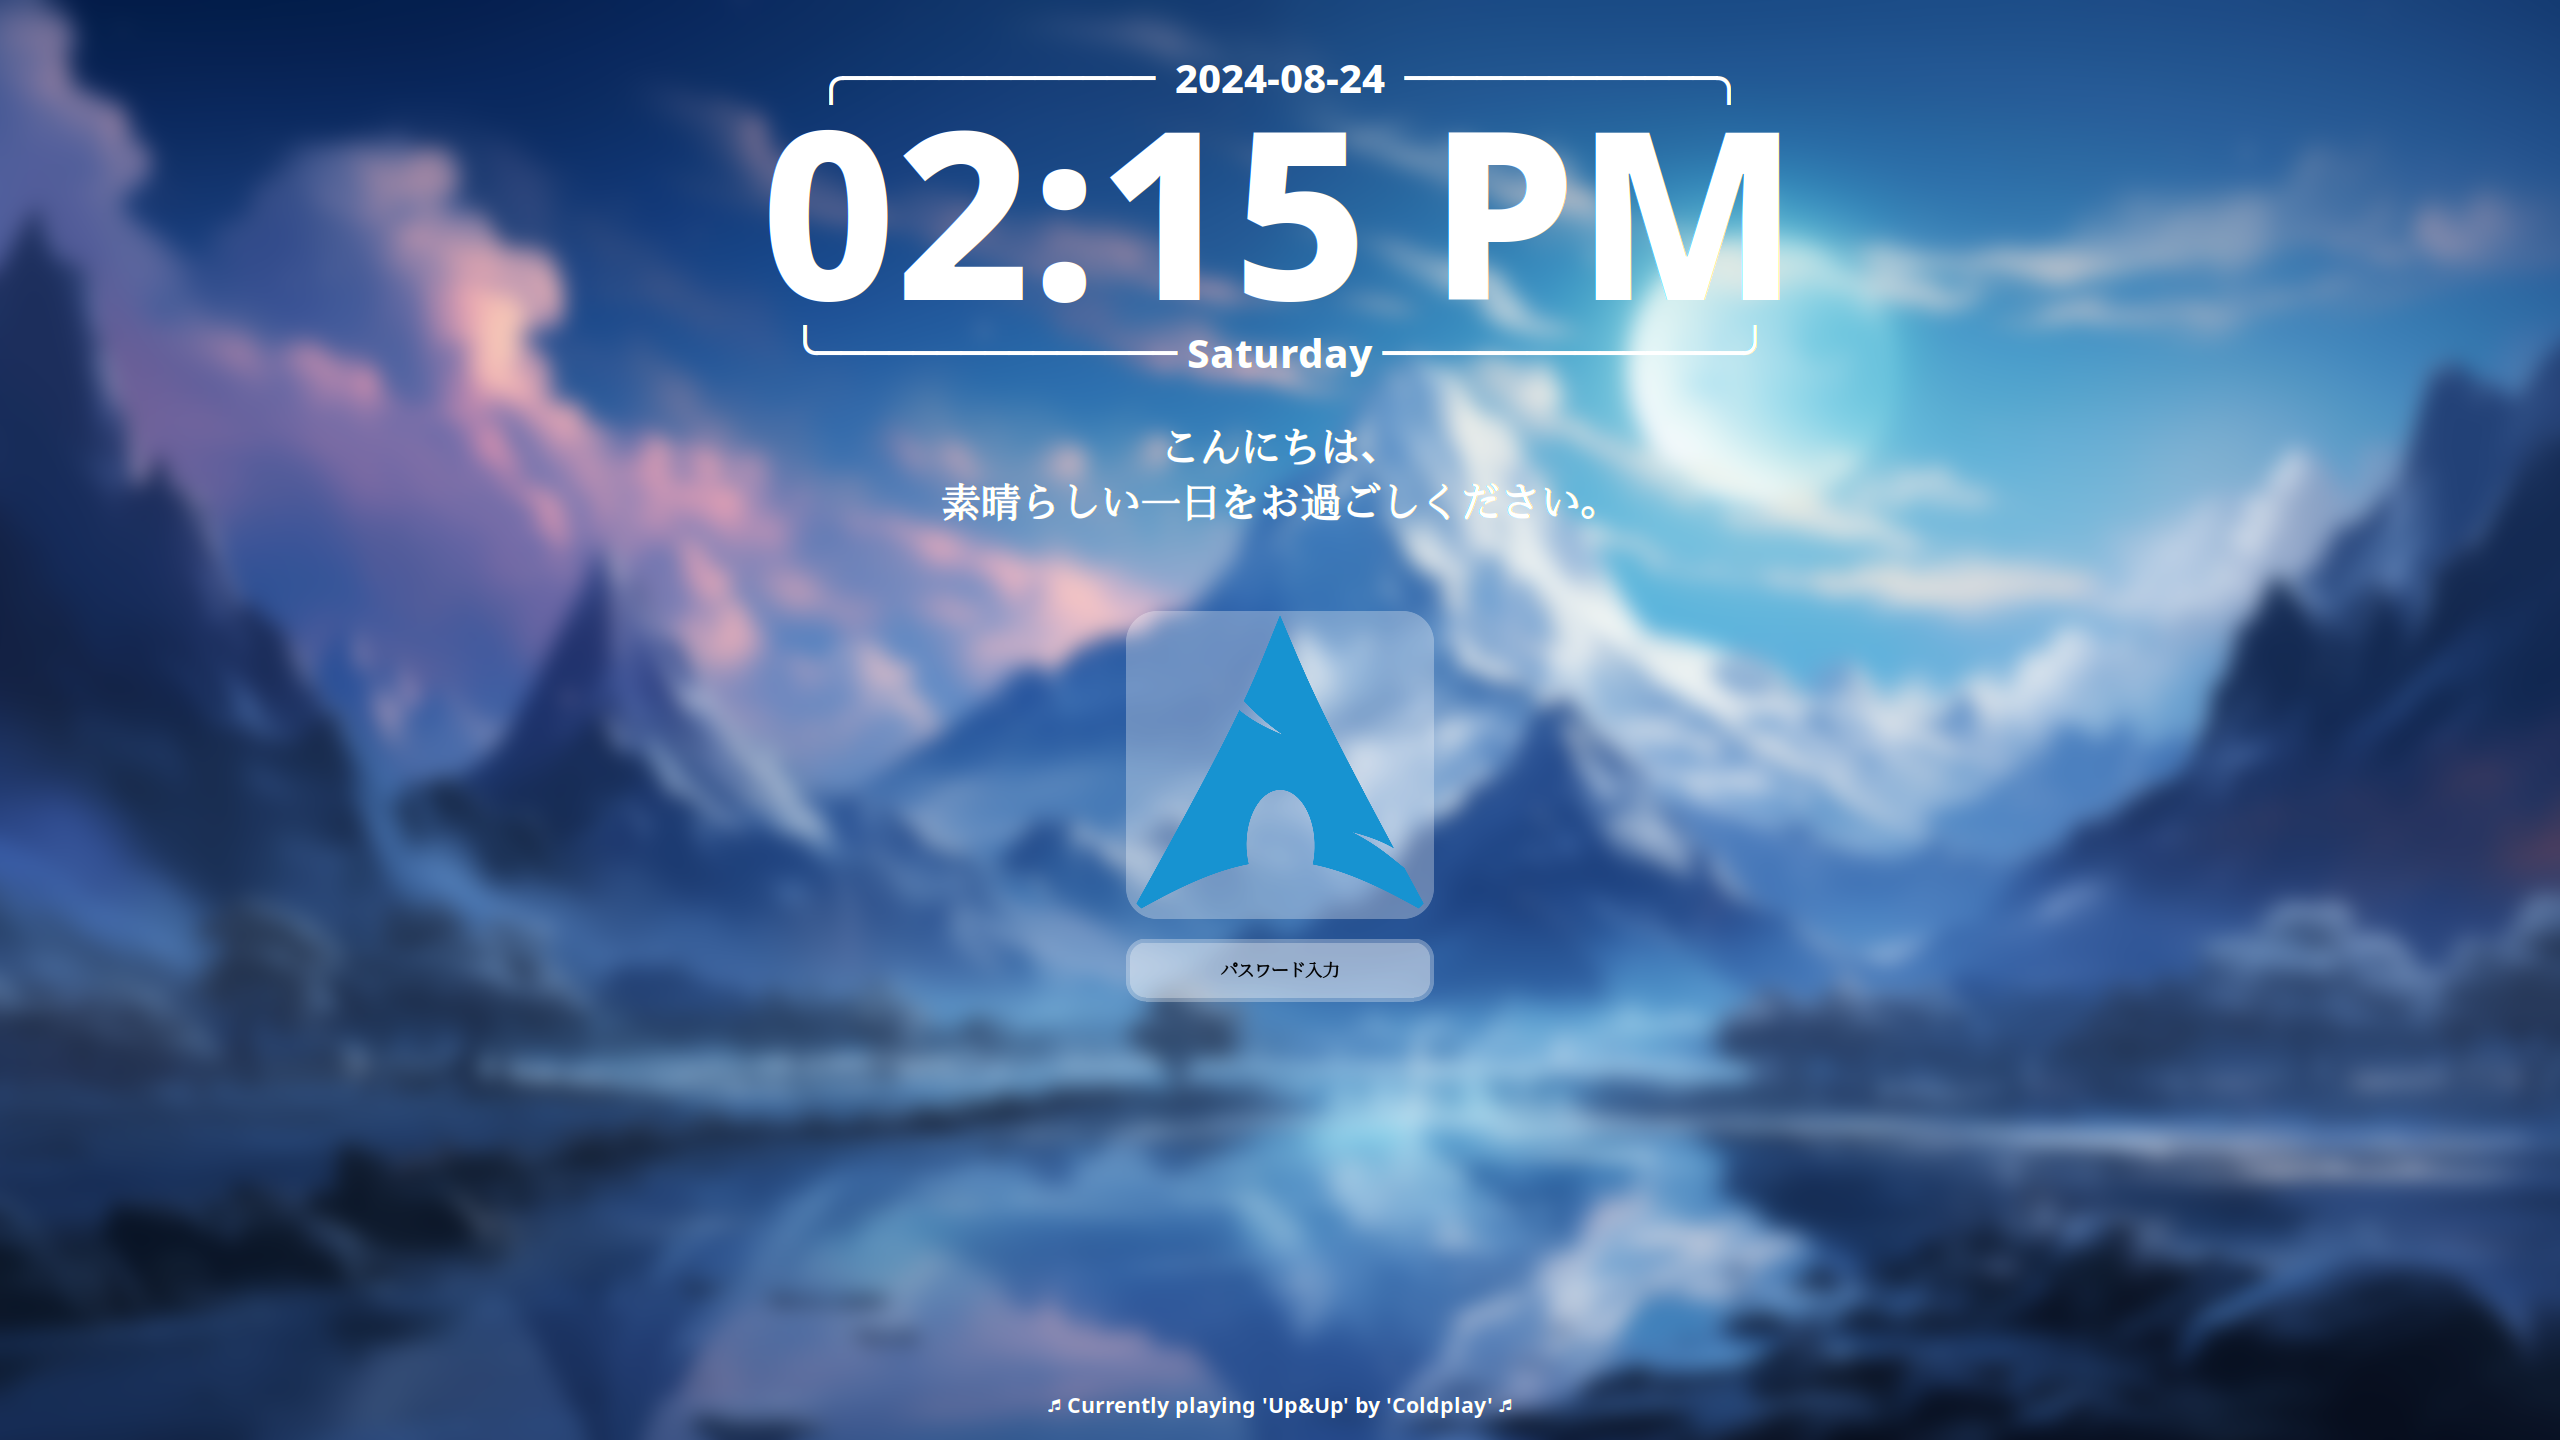 2024-08-24
02:15 PM
Saturday
こんにちは、
素晴らしい一日をお過ごしください。
パスワード入力
♬ Currently playing 'Up&Up' by 'Coldplay' ♬